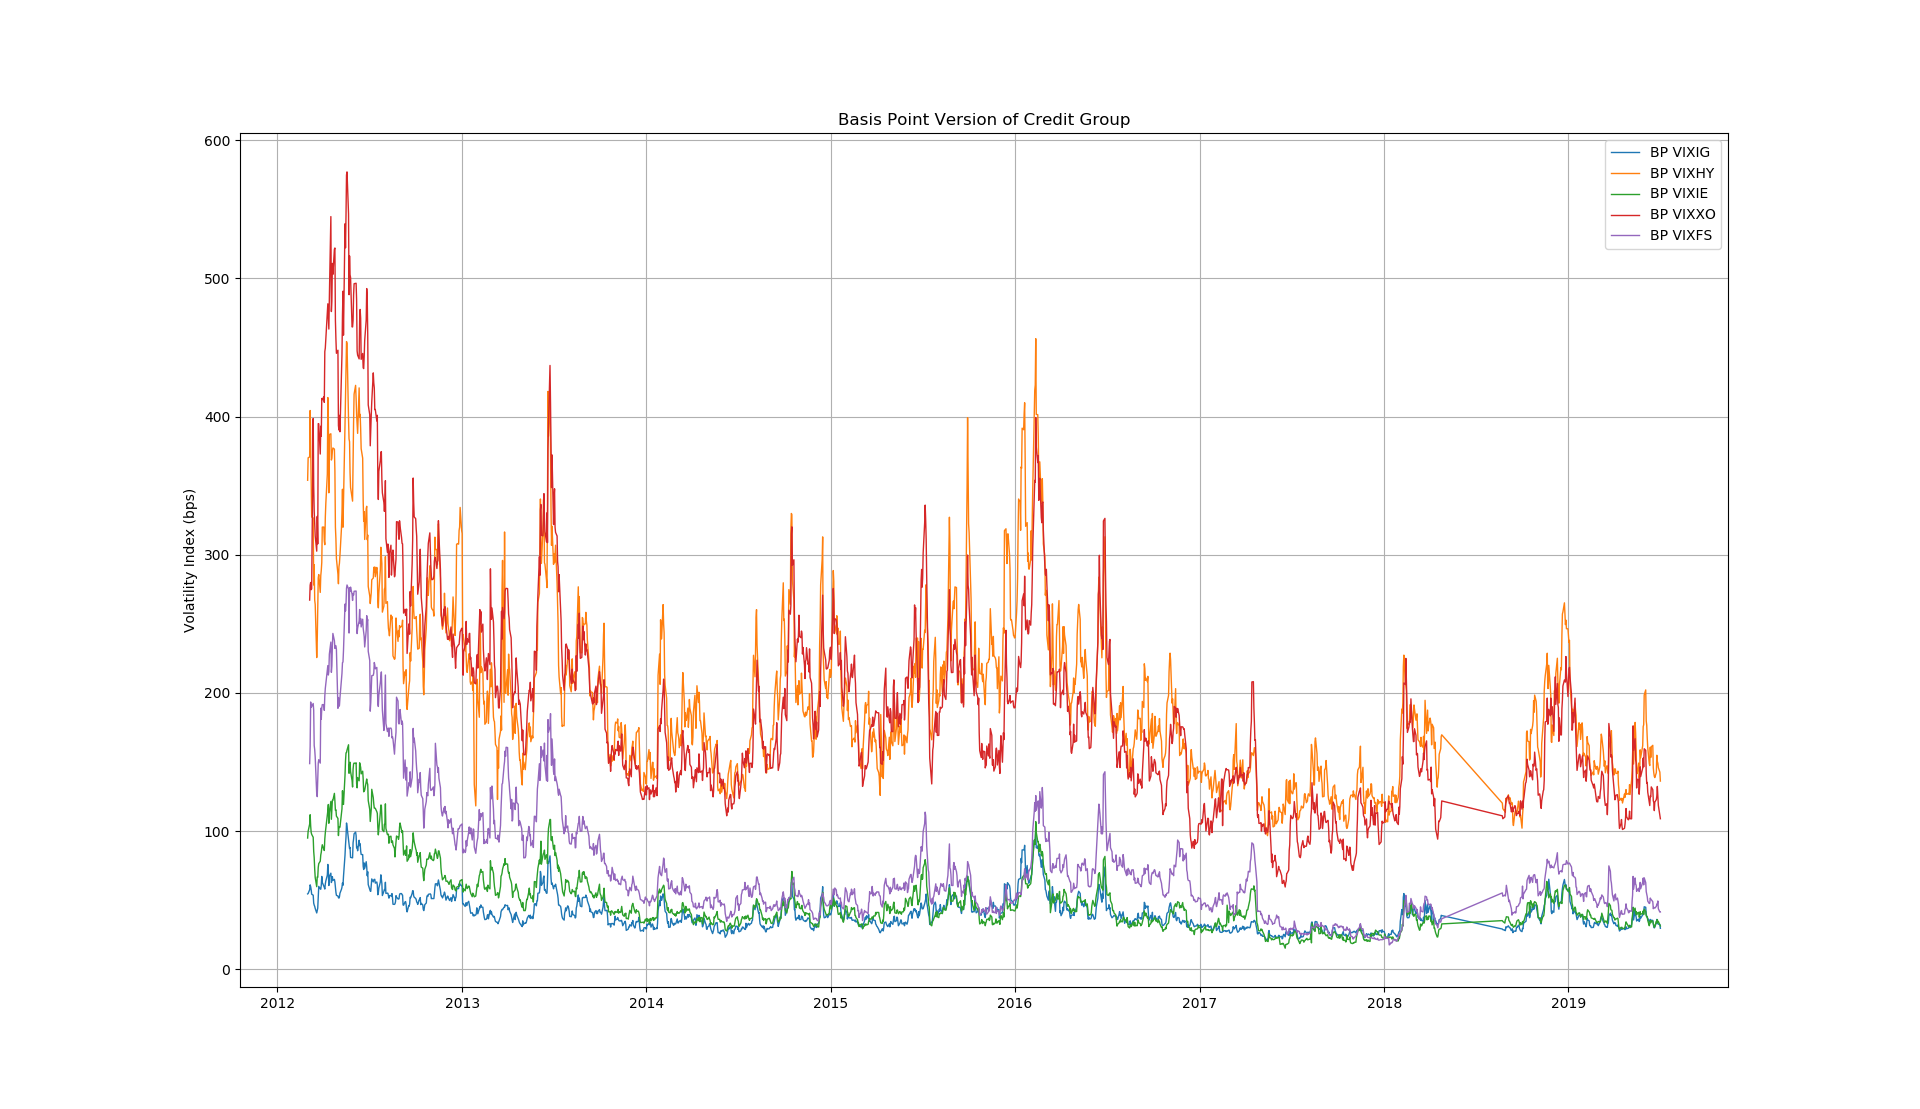 Basis Point Version of Credit Group
Volatility Index (bps)
600
500
400
300
200
100
0
2012 2013 2014 2015 2016 2017 2018 2019
BP VIXIG
BP VIXHY
BP VIXIE
BP VIXXO
BP VIXFS